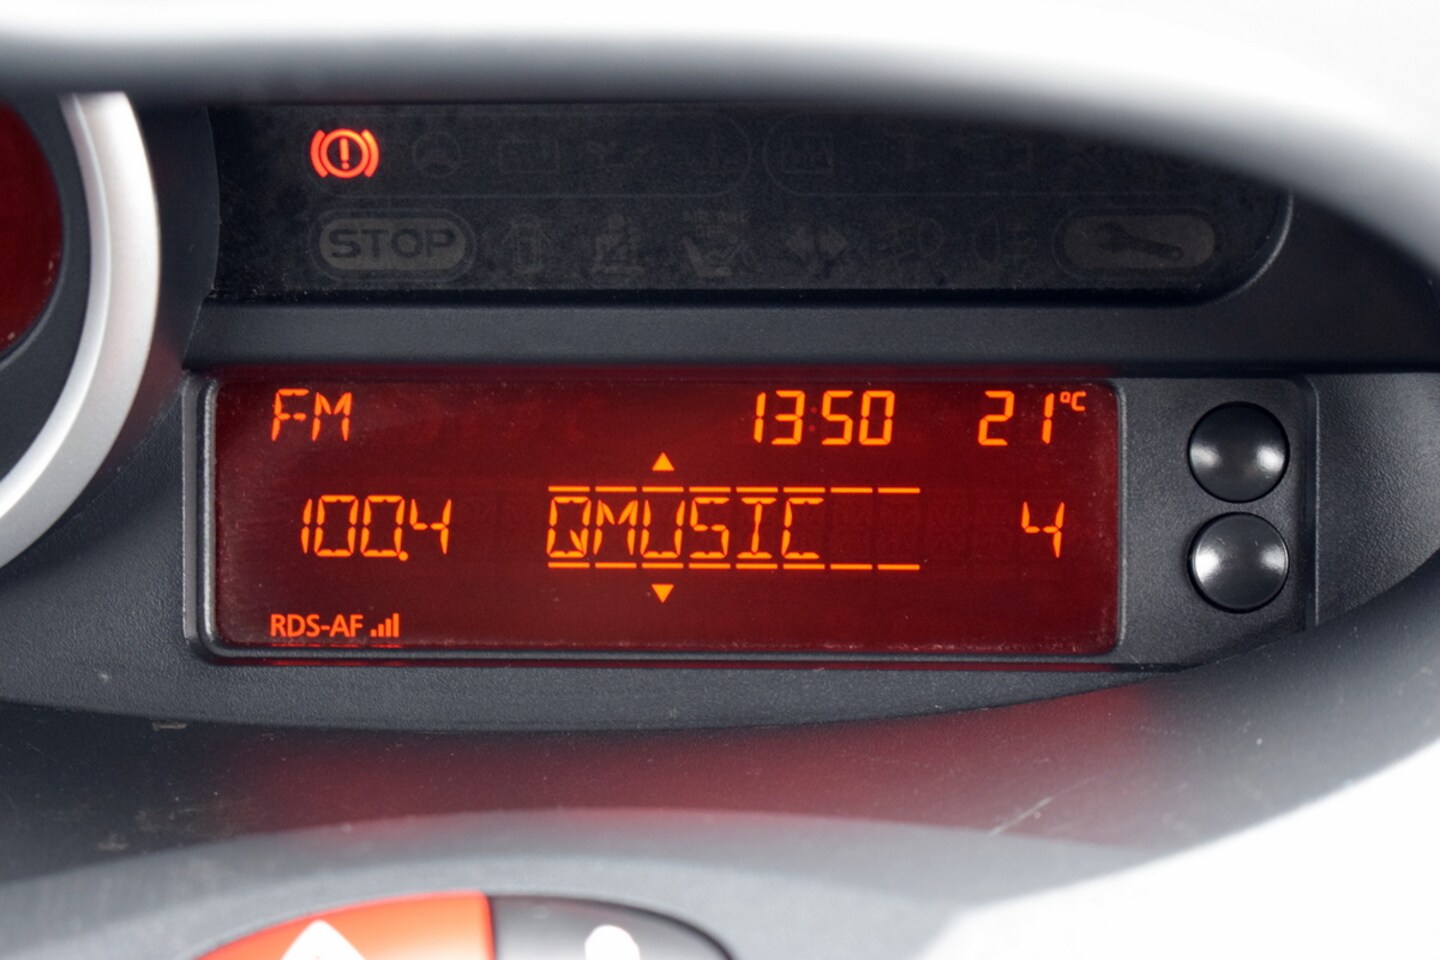 STOP
FM 13:50 21°C
100.4 QMUSIC 4
RDS-AF